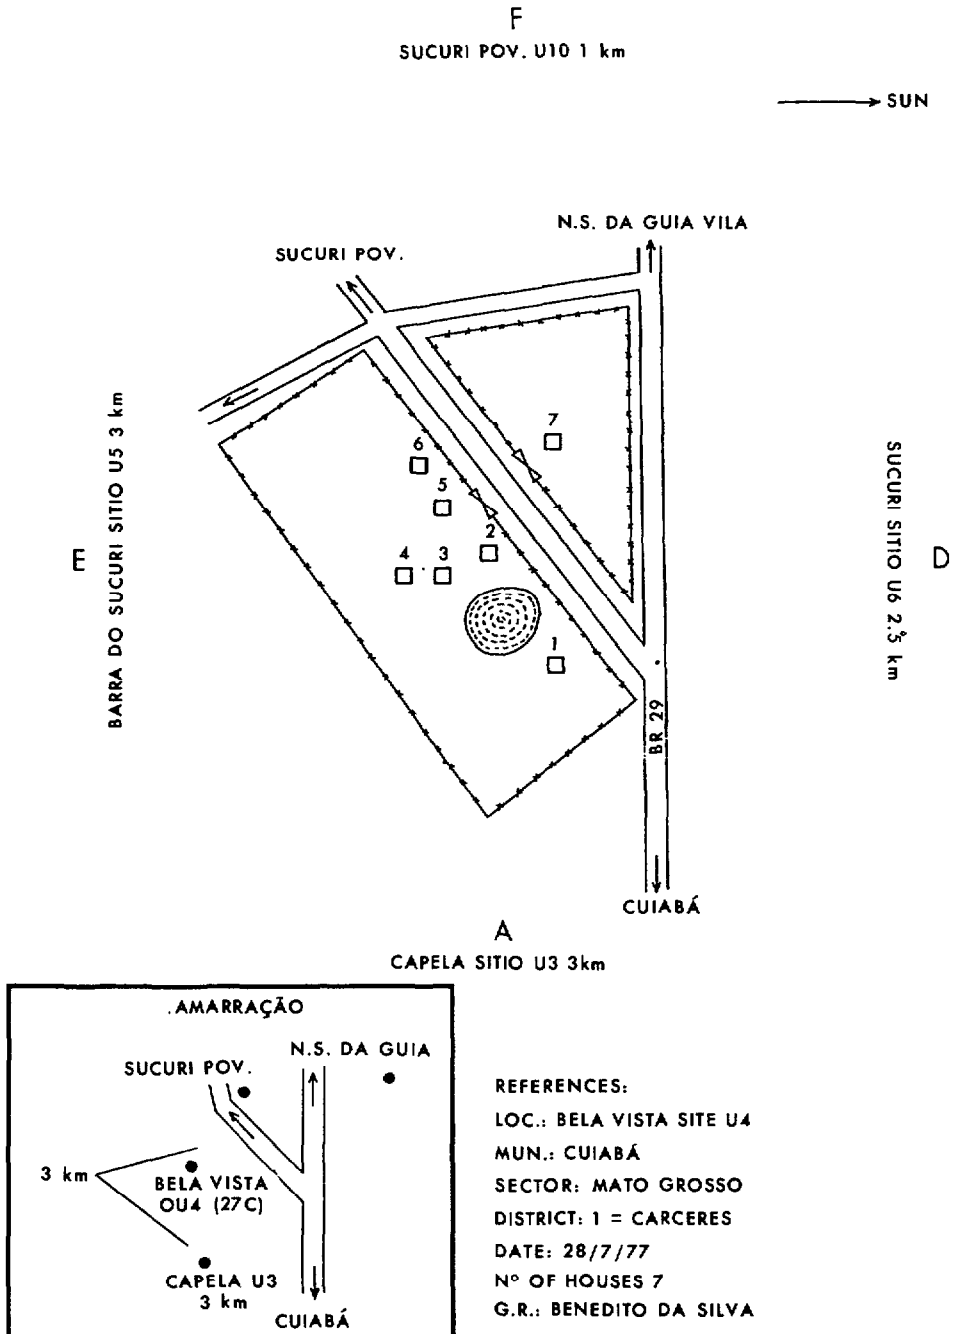 F
SUCURI POV. U10 1 km
SUN
N.S. DA GUIA VILA
SUCURI POV.
BARRA DO SUCURI SITIO U5 3 km
E
7
6
5
2
4
3
1
SUCURI SITIO U6 2.5 km
D
BR 29
CUIABÁ
A
CAPELA SITIO U3 3km
AMARRAÇÃO
N.S. DA GUIA
SUCURI POV.
3 km
BELA VISTA
OU4 (27C)
CAPELA U3
3 km
CUIABÁ
REFERENCES:
LOC.: BELA VISTA SITE U4
MUN.: CUIABÁ
SECTOR: MATO GROSSO
DISTRICT: 1 = CARCERES
DATE: 28/7/77
Nº OF HOUSES 7
G.R.: BENEDITO DA SILVA